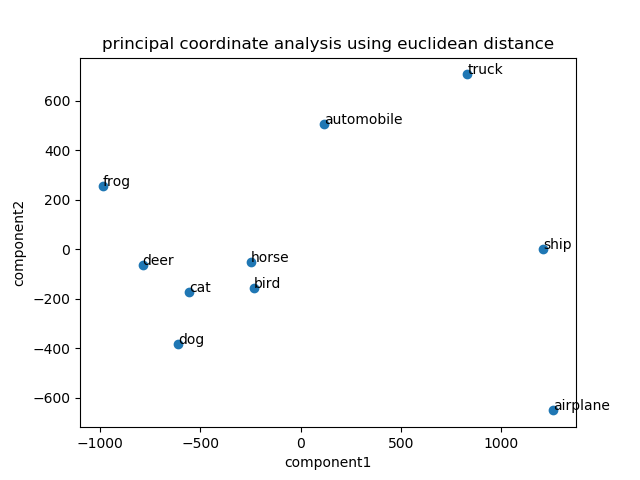 principal coordinate analysis using euclidean distance
truck
600
automobile
400
frog
200
component2
0
ship
horse
deer
bird
cat
−200
dog
−400
airplane
−600
−1000
−500
0
500
1000
component1